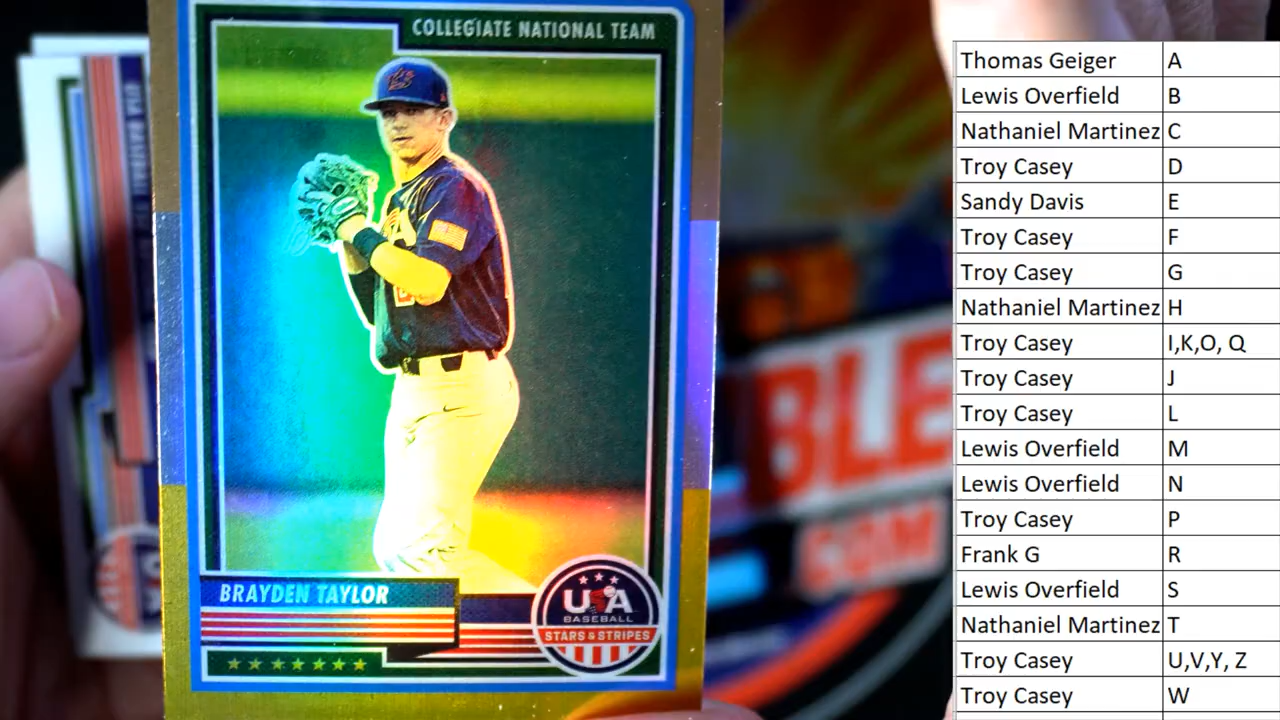 COLLEGIATE NATIONAL TEAM
BRAYDEN TAYLOR
USA
BASEBALL
STARS & STRIPES
BLE
COM
Thomas Geiger A
Lewis Overfield B
Nathaniel Martinez C
Troy Casey D
Sandy Davis E
Troy Casey F
Troy Casey G
Nathaniel Martinez H
Troy Casey I,K,O, Q
Troy Casey J
Troy Casey L
Lewis Overfield M
Lewis Overfield N
Troy Casey P
Frank G R
Lewis Overfield S
Nathaniel Martinez T
Troy Casey U,V,Y, Z
Troy Casey W